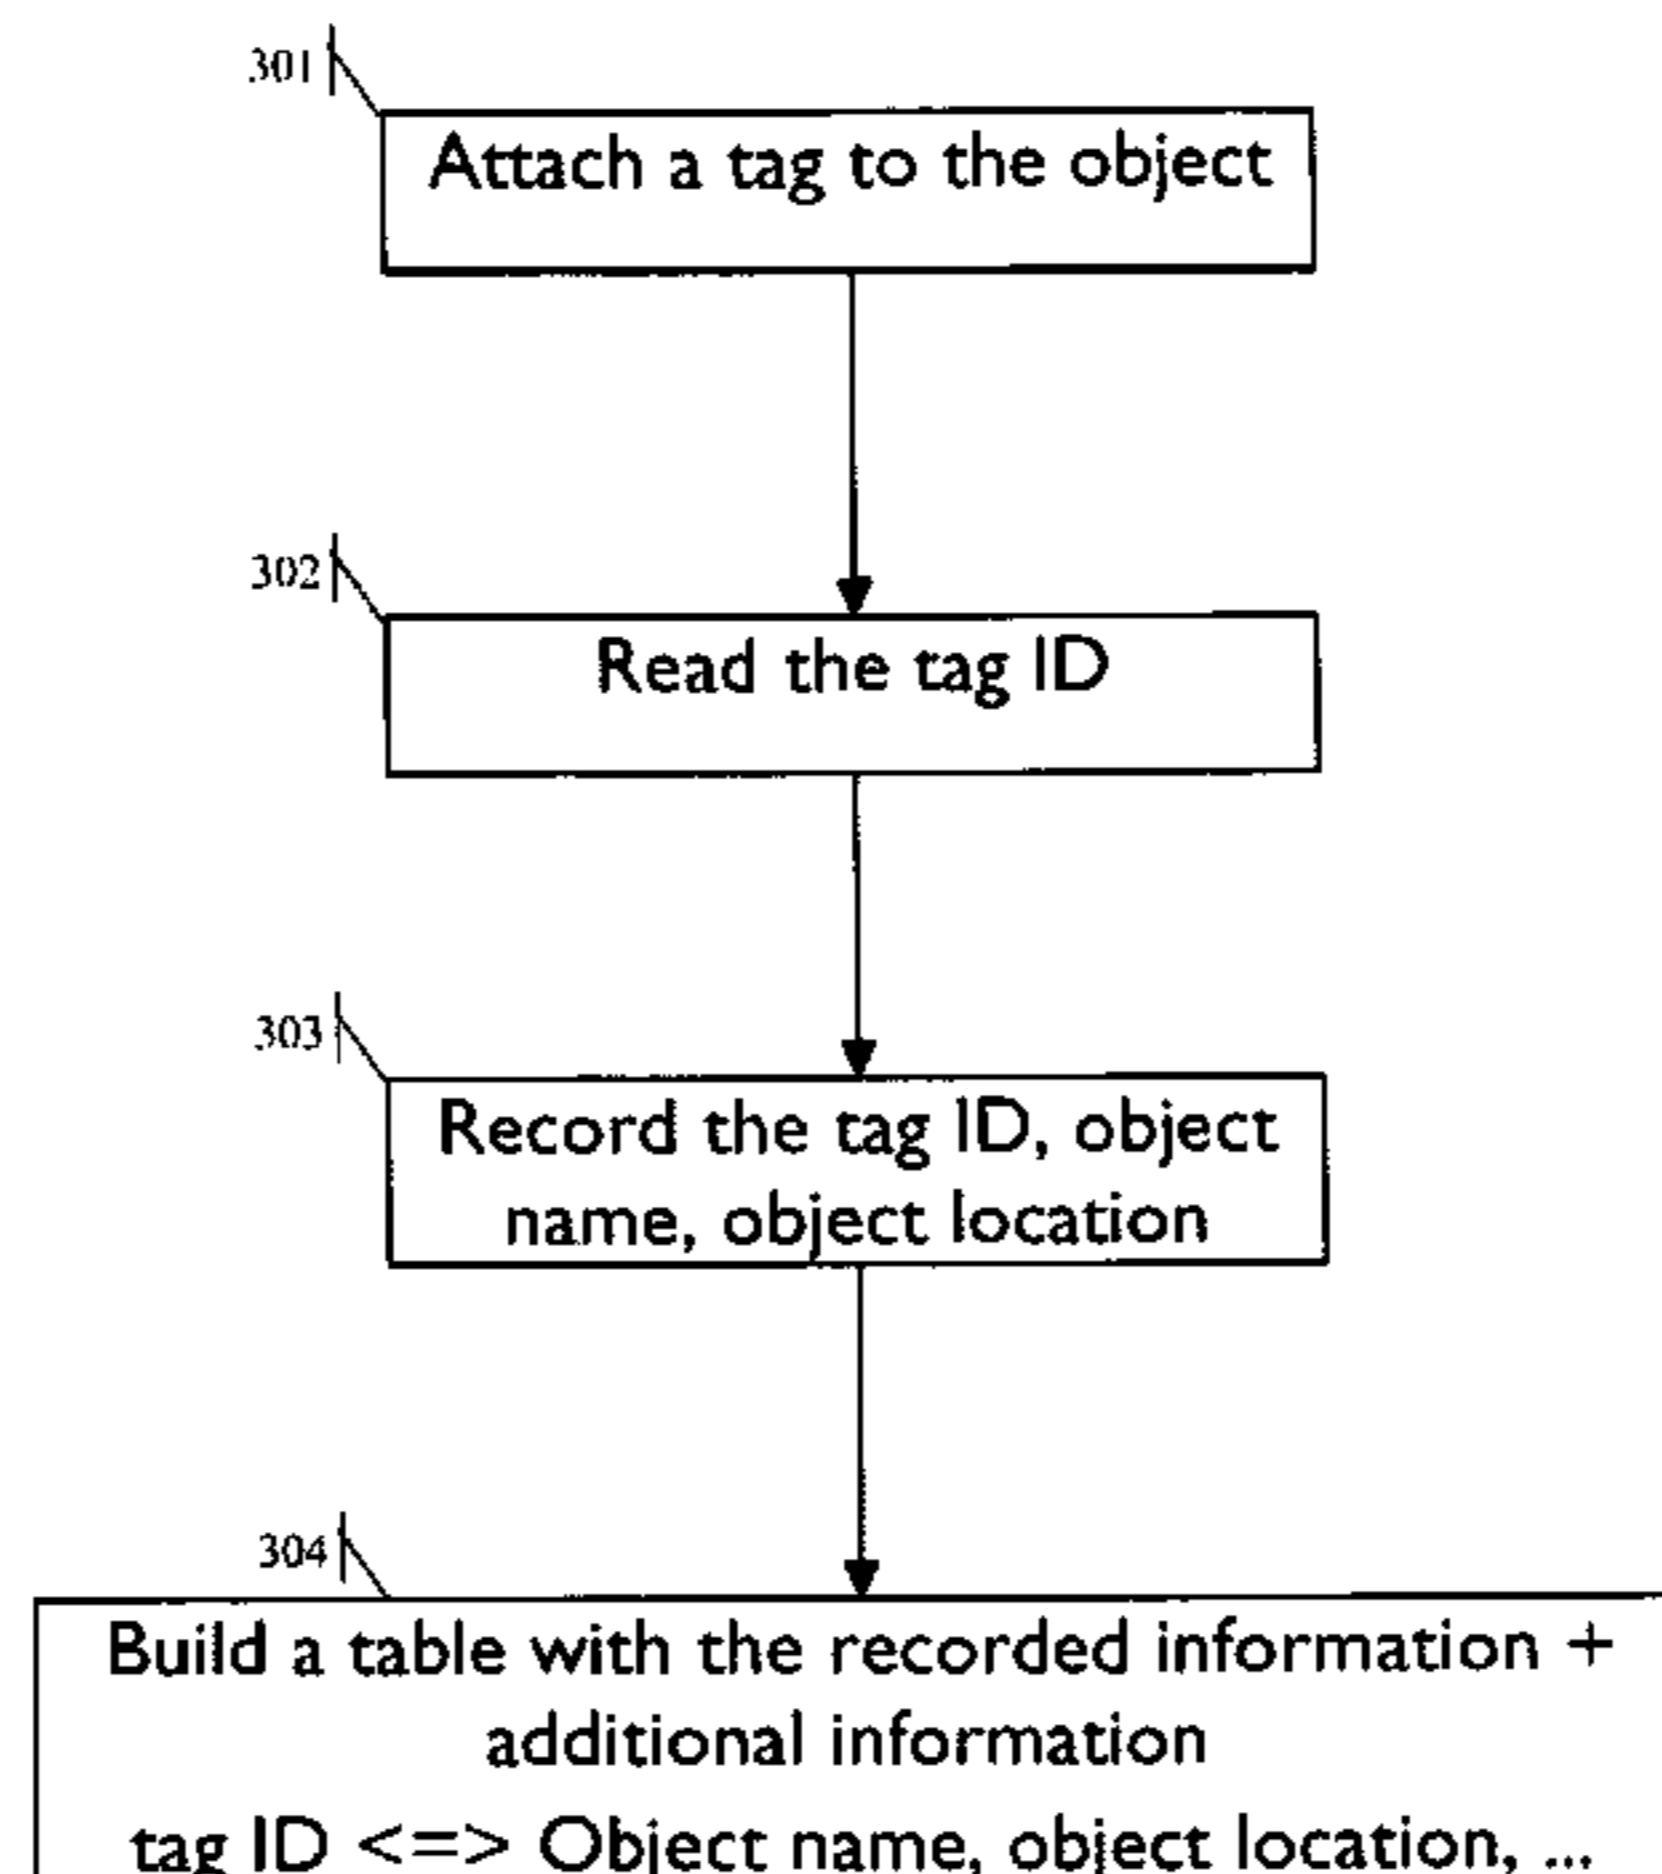 301
Attach a tag to the object
302
Read the tag ID
303
Record the tag ID, object
name, object location
304
Build a table with the recorded information +
additional information
tag ID <=> Object name, object location, ...